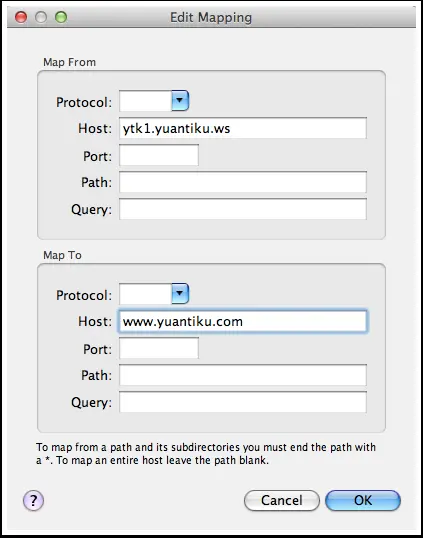 Edit Mapping
Map From
Protocol:
Host: ytk1.yuantiku.ws
Port:
Path:
Query:
Map To
Protocol:
Host: www.yuantiku.com
Port:
Path:
Query:
To map from a path and its subdirectories you must end the path with
a *. To map an entire host leave the path blank.
? Cancel OK